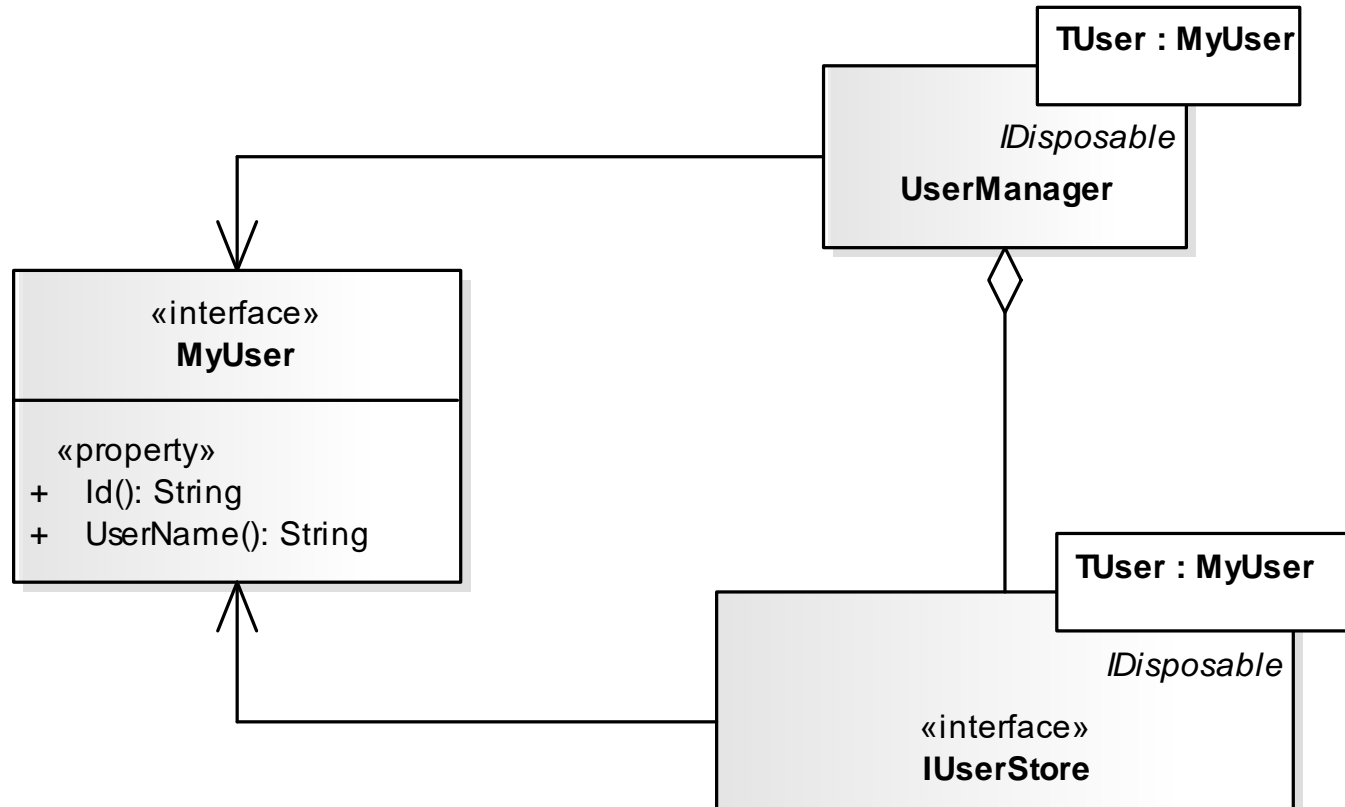 TUser : MyUser
IDisposable
UserManager
«interface»
MyUser
«property»
+ Id(): String
+ UserName(): String
TUser : MyUser
IDisposable
«interface»
IUserStore